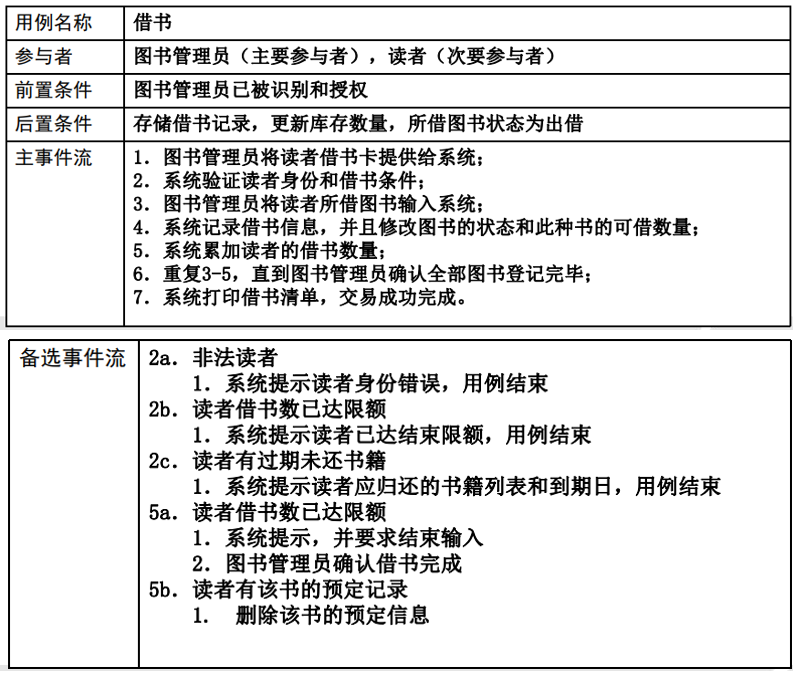 用例名称 借书
参与者 图书管理员（主要参与者），读者（次要参与者）
前置条件 图书管理员已被识别和授权
后置条件 存储借书记录，更新库存数量，所借图书状态为出借
主事件流 1．图书管理员将读者借书卡提供给系统；
2．系统验证读者身份和借书条件；
3．图书管理员将读者所借图书输入系统；
4．系统记录借书信息，并且修改图书的状态和此种书的可借数量；
5．系统累加读者的借书数量；
6．重复3-5，直到图书管理员确认全部图书登记完毕；
7．系统打印借书清单，交易成功完成。
备选事件流 2a．非法读者
1．系统提示读者身份错误，用例结束
2b．读者借书数已达限额
1．系统提示读者已达结束限额，用例结束
2c．读者有过期未还书籍
1．系统提示读者应归还的书籍列表和到期日，用例结束
5a．读者借书数已达限额
1．系统提示，并要求结束输入
2．图书管理员确认借书完成
5b．读者有该书的预定记录
1． 删除该书的预定信息